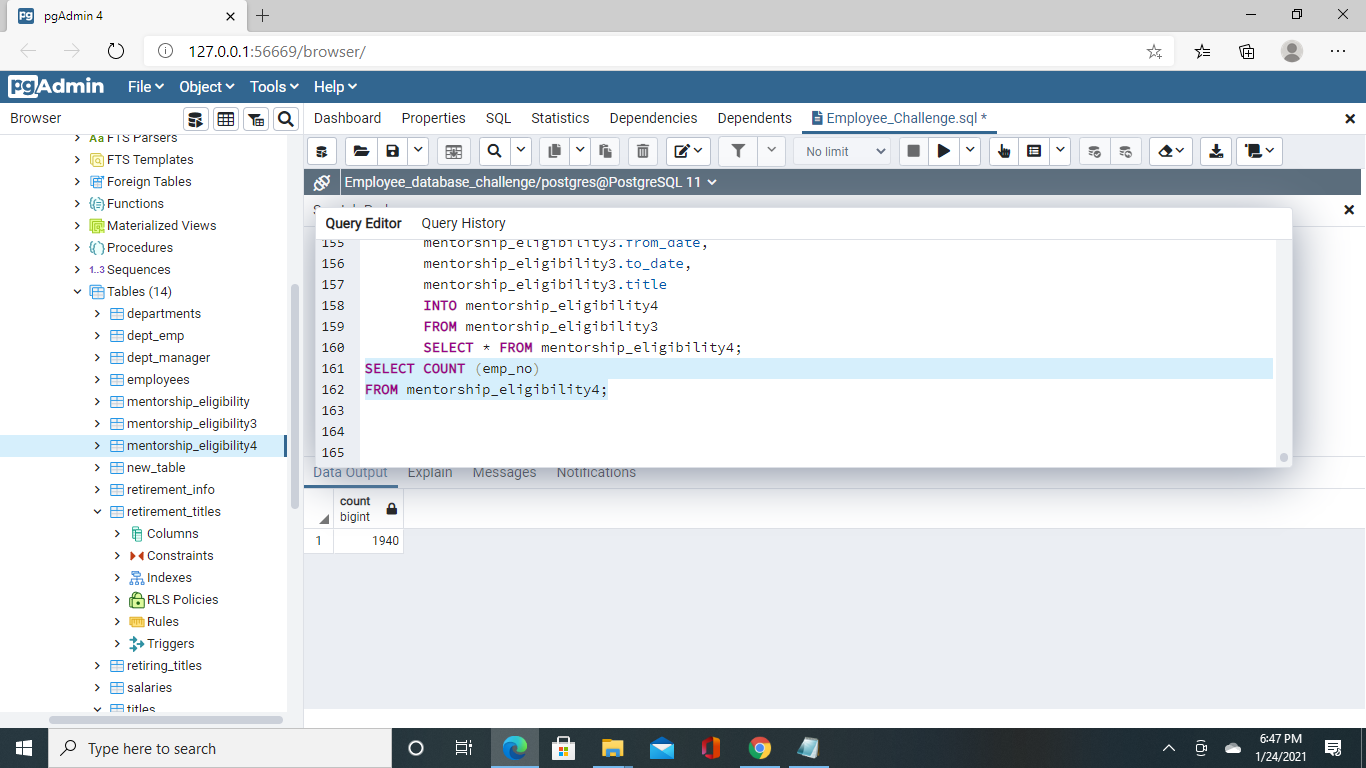 pgAdmin 4
127.0.0.1:56669/browser/
pgAdmin File Object Tools Help
Browser
Dashboard Properties SQL Statistics Dependencies Dependents Employee_Challenge.sql *
No limit
Employee_database_challenge/postgres@PostgreSQL 11
FTS Parsers
FTS Templates
Foreign Tables
Functions
Materialized Views
Procedures
1..3 Sequences
Tables (14)
departments
dept_emp
dept_manager
employees
mentorship_eligibility
mentorship_eligibility3
mentorship_eligibility4
new_table
retirement_info
retirement_titles
Columns
Constraints
Indexes
RLS Policies
Rules
Triggers
retiring_titles
salaries
titles
Query Editor Query History
155 mentorship_eligibility3.from_date,
156 mentorship_eligibility3.to_date,
157 mentorship_eligibility3.title
158 INTO mentorship_eligibility4
159 FROM mentorship_eligibility3
160 SELECT * FROM mentorship_eligibility4;
161 SELECT COUNT (emp_no)
162 FROM mentorship_eligibility4;
163
164
165
Data Output Explain Messages Notifications
count
bigint
1 1940
Type here to search
6:47 PM
1/24/2021